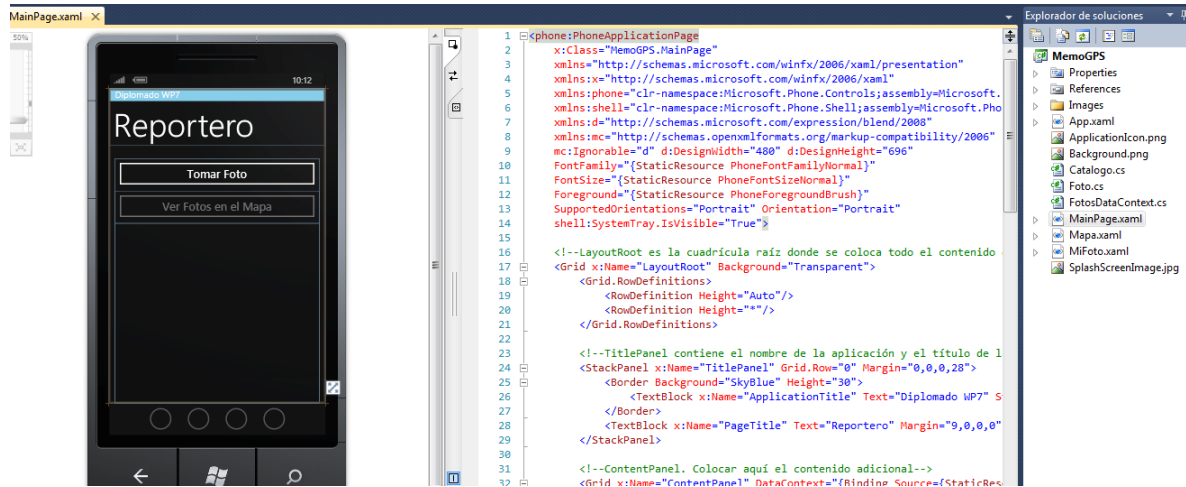 MainPage.xaml
50%
10:12
Diplomado WP7
Reportero
Tomar Foto
Ver Fotos en el Mapa
1 <phone:PhoneApplicationPage
2 x:Class="MemoGPS.MainPage"
3 xmlns="http://schemas.microsoft.com/winfx/2006/xaml/presentation"
4 xmlns:x="http://schemas.microsoft.com/winfx/2006/xaml"
5 xmlns:phone="clr-namespace:Microsoft.Phone.Controls;assembly=Microsoft.
6 xmlns:shell="clr-namespace:Microsoft.Phone.Shell;assembly=Microsoft.Pho
7 xmlns:d="http://schemas.microsoft.com/expression/blend/2008"
8 xmlns:mc="http://schemas.openxmlformats.org/markup-compatibility/2006"
9 mc:Ignorable="d" d:DesignWidth="480" d:DesignHeight="696"
10 FontFamily="{StaticResource PhoneFontFamilyNormal}"
11 FontSize="{StaticResource PhoneFontSizeNormal}"
12 Foreground="{StaticResource PhoneForegroundBrush}"
13 SupportedOrientations="Portrait" Orientation="Portrait"
14 shell:SystemTray.IsVisible="True">
15
16 <!--LayoutRoot es la cuadrícula raíz donde se coloca todo el contenido
17 <Grid x:Name="LayoutRoot" Background="Transparent">
18 <Grid.RowDefinitions>
19 <RowDefinition Height="Auto"/>
20 <RowDefinition Height="*"/>
21 </Grid.RowDefinitions>
22
23 <!--TitlePanel contiene el nombre de la aplicación y el título de l
24 <StackPanel x:Name="TitlePanel" Grid.Row="0" Margin="0,0,0,28">
25 <Border Background="SkyBlue" Height="30">
26 <TextBlock x:Name="ApplicationTitle" Text="Diplomado WP7" S
27 </Border>
28 <TextBlock x:Name="PageTitle" Text="Reportero" Margin="9,0,0,0"
29 </StackPanel>
30
31 <!--ContentPanel. Colocar aquí el contenido adicional-->
32 <Grid x:Name="ContentPanel" DataContext="{Binding Source={StaticRes
Explorador de soluciones
MemoGPS
Properties
References
Images
App.xaml
ApplicationIcon.png
Background.png
Catalogo.cs
Foto.cs
FotosDataContext.cs
MainPage.xaml
Mapa.xaml
MiFoto.xaml
SplashScreenImage.jpg